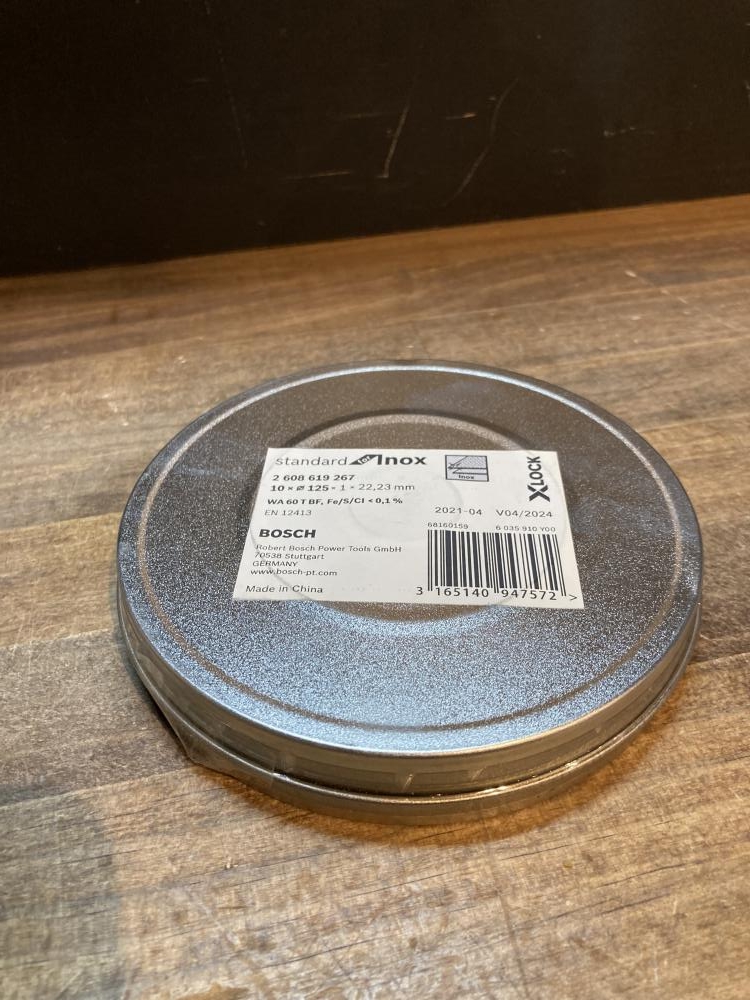 standard for Inox
2 608 619 267
10 × ⌀ 125 × 1 × 22,23 mm
WA 60 T BF, Fe/S/Cl < 0,1 %
EN 12413
BOSCH
Robert Bosch Power Tools GmbH
70538 Stuttgart
GERMANY
www.bosch-pt.com
Made in China
Inox
X LOCK
2021-04 V04/2024
68160159 6 035 910 Y00
3 165140 947572 >